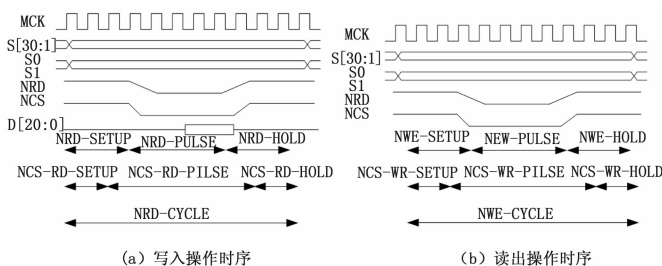 MCK
S[30:1]
S0
S1
NRD
NCS
D[20:0]
NRD-SETUP NRD-PULSE NRD-HOLD
NCS-RD-SETUP NCS-RD-PILSE NCS-RD-HOLD
NRD-CYCLE
(a) 写入操作时序
MCK
S[30:1]
S0
S1
NRD
NCS
NWE-SETUP NEW-PULSE NWE-HOLD
NCS-WR-SETUP NCS-WR-PILSE NCS-WR-HOLD
NWE-CYCLE
(b) 读出操作时序